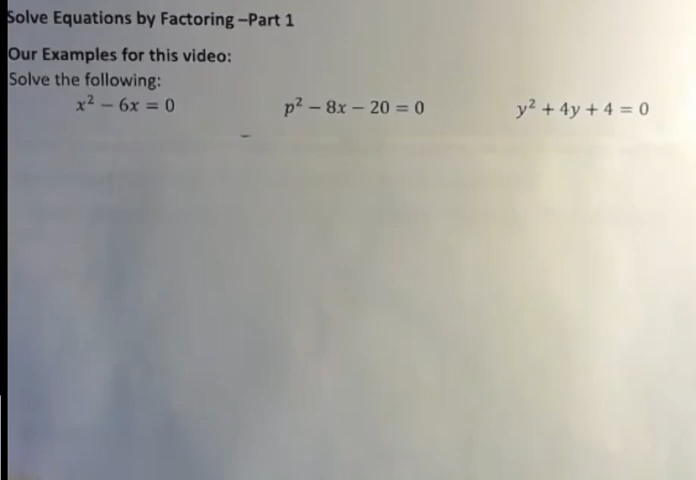 Solve Equations by Factoring –Part 1
Our Examples for this video:
Solve the following:
x² − 6x = 0 p² − 8x − 20 = 0 y² + 4y + 4 = 0